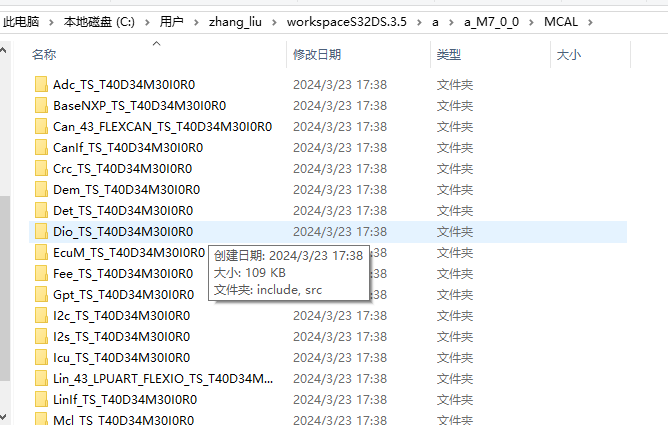 此电脑 > 本地磁盘 (C:) > 用户 > zhang_liu > workspaceS32DS.3.5 > a > a_M7_0_0 > MCAL >
名称 修改日期 类型 大小
Adc_TS_T40D34M30I0R0 2024/3/23 17:38 文件夹
BaseNXP_TS_T40D34M30I0R0 2024/3/23 17:38 文件夹
Can_43_FLEXCAN_TS_T40D34M30I0R0 2024/3/23 17:38 文件夹
CanIf_TS_T40D34M30I0R0 2024/3/23 17:38 文件夹
Crc_TS_T40D34M30I0R0 2024/3/23 17:38 文件夹
Dem_TS_T40D34M30I0R0 2024/3/23 17:38 文件夹
Det_TS_T40D34M30I0R0 2024/3/23 17:38 文件夹
Dio_TS_T40D34M30I0R0 2024/3/23 17:38 文件夹
EcuM_TS_T40D34M30I0R0 创建日期: 2024/3/23 17:38 文件夹
Fee_TS_T40D34M30I0R0 大小: 109 KB 文件夹
Gpt_TS_T40D34M30I0R0 文件夹: include, src 文件夹
I2c_TS_T40D34M30I0R0 2024/3/23 17:38 文件夹
I2s_TS_T40D34M30I0R0 2024/3/23 17:38 文件夹
Icu_TS_T40D34M30I0R0 2024/3/23 17:38 文件夹
Lin_43_LPUART_FLEXIO_TS_T40D34M... 2024/3/23 17:38 文件夹
LinIf_TS_T40D34M30I0R0 2024/3/23 17:38 文件夹
Mcl_TS_T40D34M30I0R0 2024/3/23 17:38 文件夹